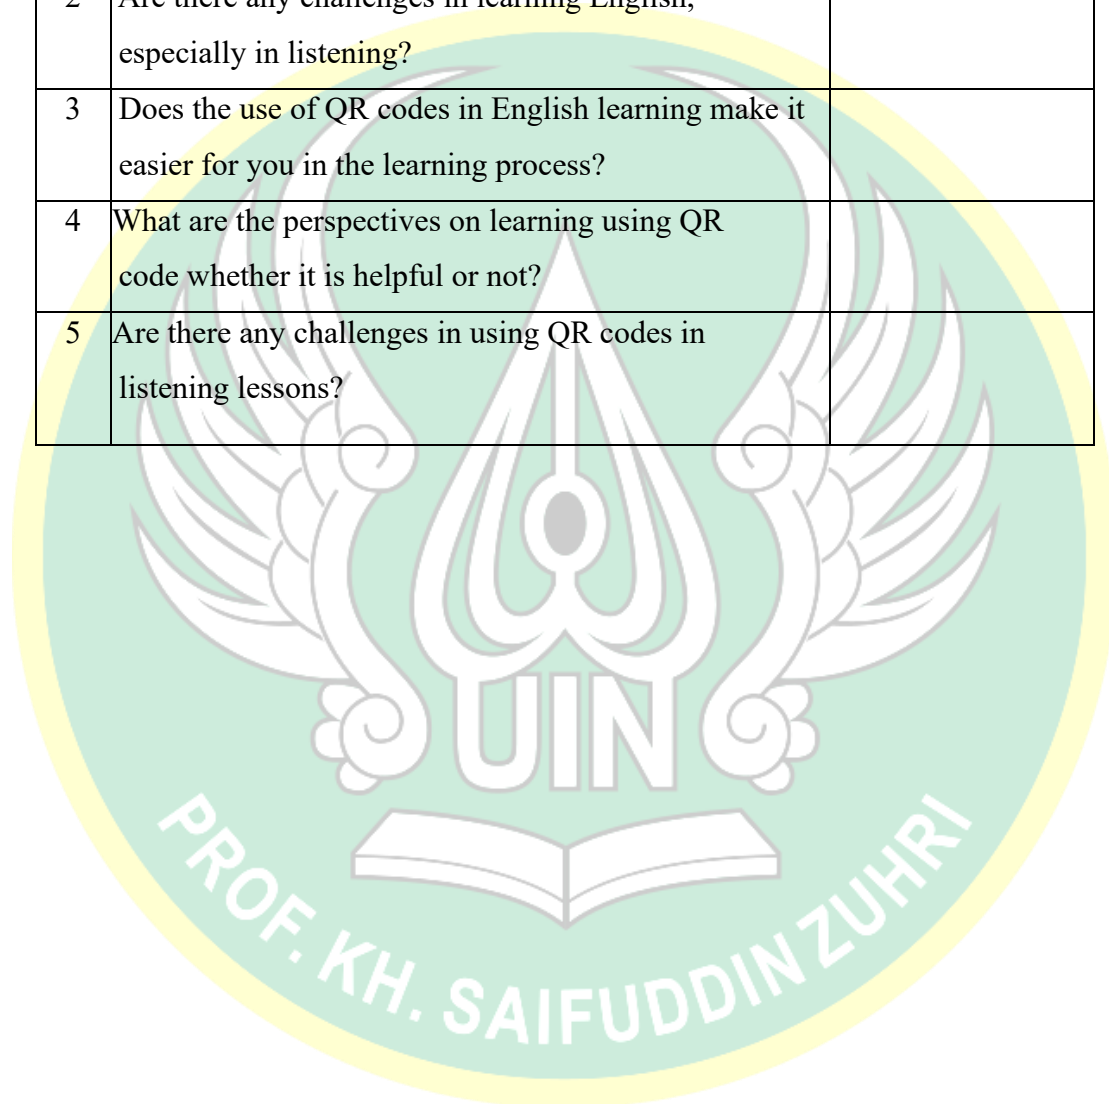 2 Are there any challenges in learning English,
especially in listening?
3 Does the use of QR codes in English learning make it
easier for you in the learning process?
4 What are the perspectives on learning using QR
code whether it is helpful or not?
5 Are there any challenges in using QR codes in
listening lessons?
UIN
PROF. KH. SAIFUDDIN ZUHRI